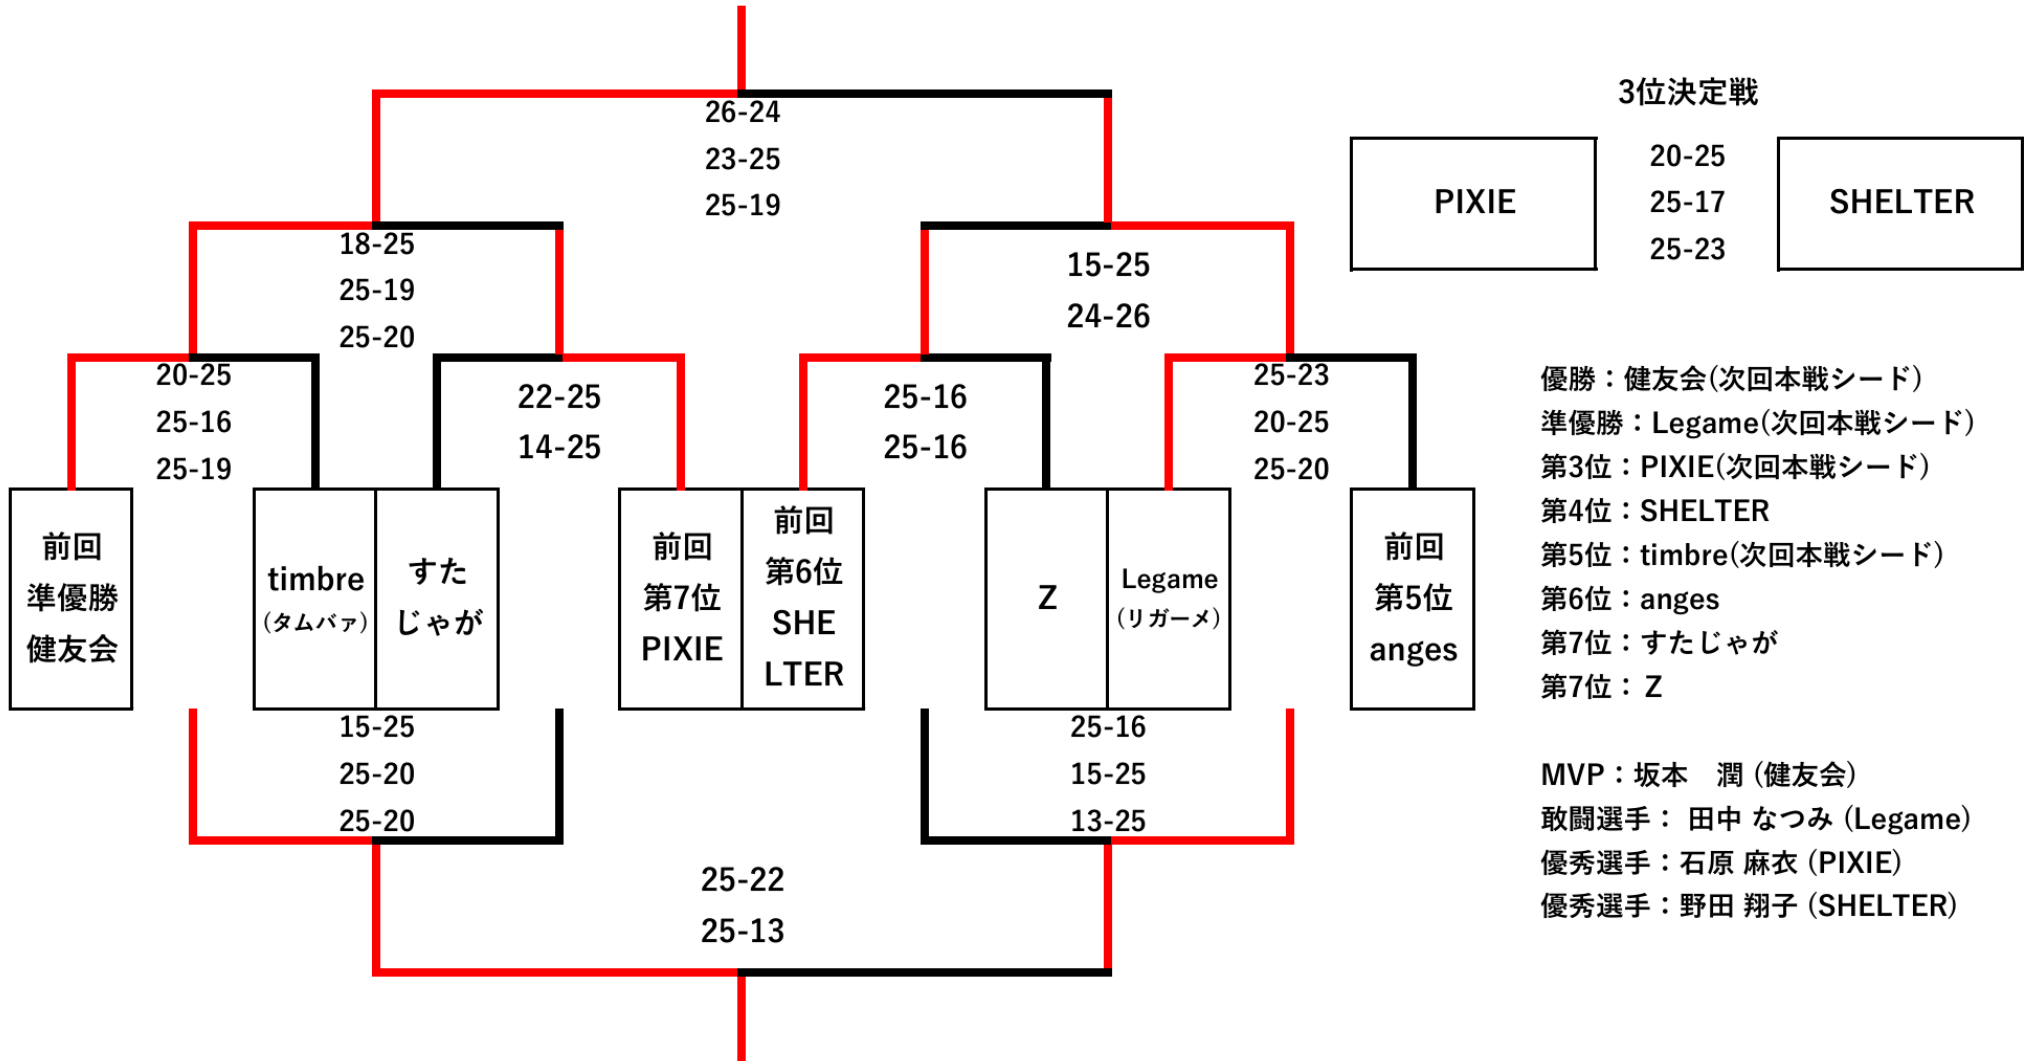 26-24
23-25
25-19
18-25
25-19
25-20
15-25
24-26
20-25
25-16
25-19
22-25
14-25
25-16
25-16
25-23
20-25
25-20
前回
準優勝
健友会
timbre
(タムバァ)
すた
じゃが
前回
第7位
PIXIE
前回
第6位
SHE
LTER
Z
Legame
(リガーメ)
前回
第5位
anges
15-25
25-20
25-20
25-16
15-25
13-25
25-22
25-13
3位決定戦
PIXIE
20-25
25-17
25-23
SHELTER
優勝：健友会(次回本戦シード)
準優勝：Legame(次回本戦シード)
第3位：PIXIE(次回本戦シード)
第4位：SHELTER
第5位：timbre(次回本戦シード)
第6位：anges
第7位：すたじゃが
第7位： Z
MVP：坂本　潤 (健友会)
敢闘選手： 田中 なつみ (Legame)
優秀選手：石原 麻衣 (PIXIE)
優秀選手：野田 翔子 (SHELTER)